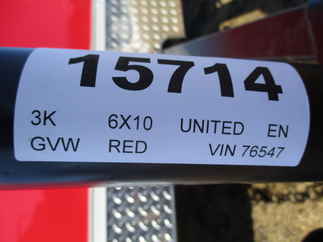 15714
3K 6X10 UNITED EN
GVW RED VIN 76547